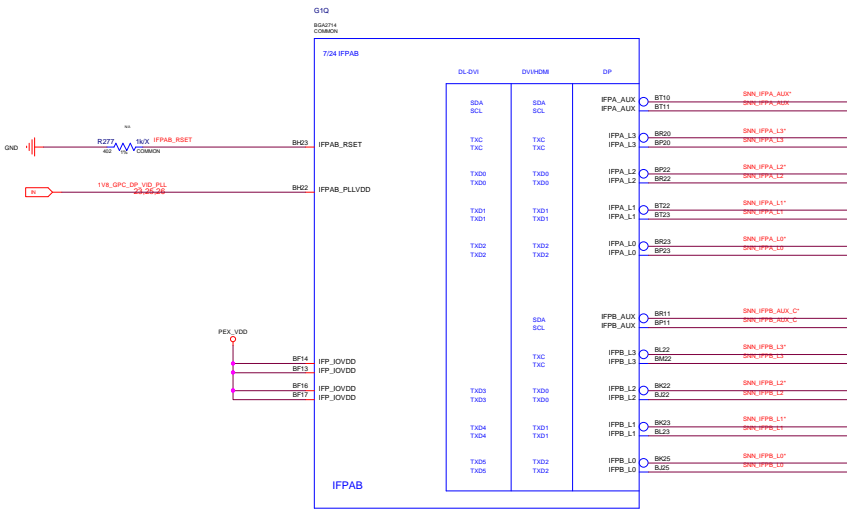 G1Q
BGA2714
COMMON
7/24 IFPAB
DL-DVI DVI/HDMI DP
SDA SDA IFPA_AUX BT10 SNN_IFPA_AUX*
SCL SCL IFPA_AUX BT11 SNN_IFPA_AUX
GND R277 1k/X IFPAB_RSET BH23 IFPAB_RSET
402 COMMON
TXC TXC IFPA_L3 BR20 SNN_IFPA_L3*
TXC TXC IFPA_L3 BP20 SNN_IFPA_L3
TXD0 TXD0 IFPA_L2 BP22 SNN_IFPA_L2*
TXD0 TXD0 IFPA_L2 BR22 SNN_IFPA_L2
IN 1V8_GPC_DP_VID_PLL BH22 IFPAB_PLLVDD
23,25,26
TXD1 TXD1 IFPA_L1 BT22 SNN_IFPA_L1*
TXD1 TXD1 IFPA_L1 BT23 SNN_IFPA_L1
TXD2 TXD2 IFPA_L0 BR23 SNN_IFPA_L0*
TXD2 TXD2 IFPA_L0 BP23 SNN_IFPA_L0
SDA IFPB_AUX BR11 SNN_IFPB_AUX_C*
SCL IFPB_AUX BP11 SNN_IFPB_AUX_C
PEX_VDD
TXC IFPB_L3 BL22 SNN_IFPB_L3*
TXC IFPB_L3 BM22 SNN_IFPB_L3
BF14 IFP_IOVDD
BF13 IFP_IOVDD
BF16 IFP_IOVDD
BF17 IFP_IOVDD
TXD3 TXD0 IFPB_L2 BK22 SNN_IFPB_L2*
TXD3 TXD0 IFPB_L2 BJ22 SNN_IFPB_L2
TXD4 TXD1 IFPB_L1 BK23 SNN_IFPB_L1*
TXD4 TXD1 IFPB_L1 BL23 SNN_IFPB_L1
TXD5 TXD2 IFPB_L0 BK25 SNN_IFPB_L0*
TXD5 TXD2 IFPB_L0 BJ25 SNN_IFPB_L0
IFPAB